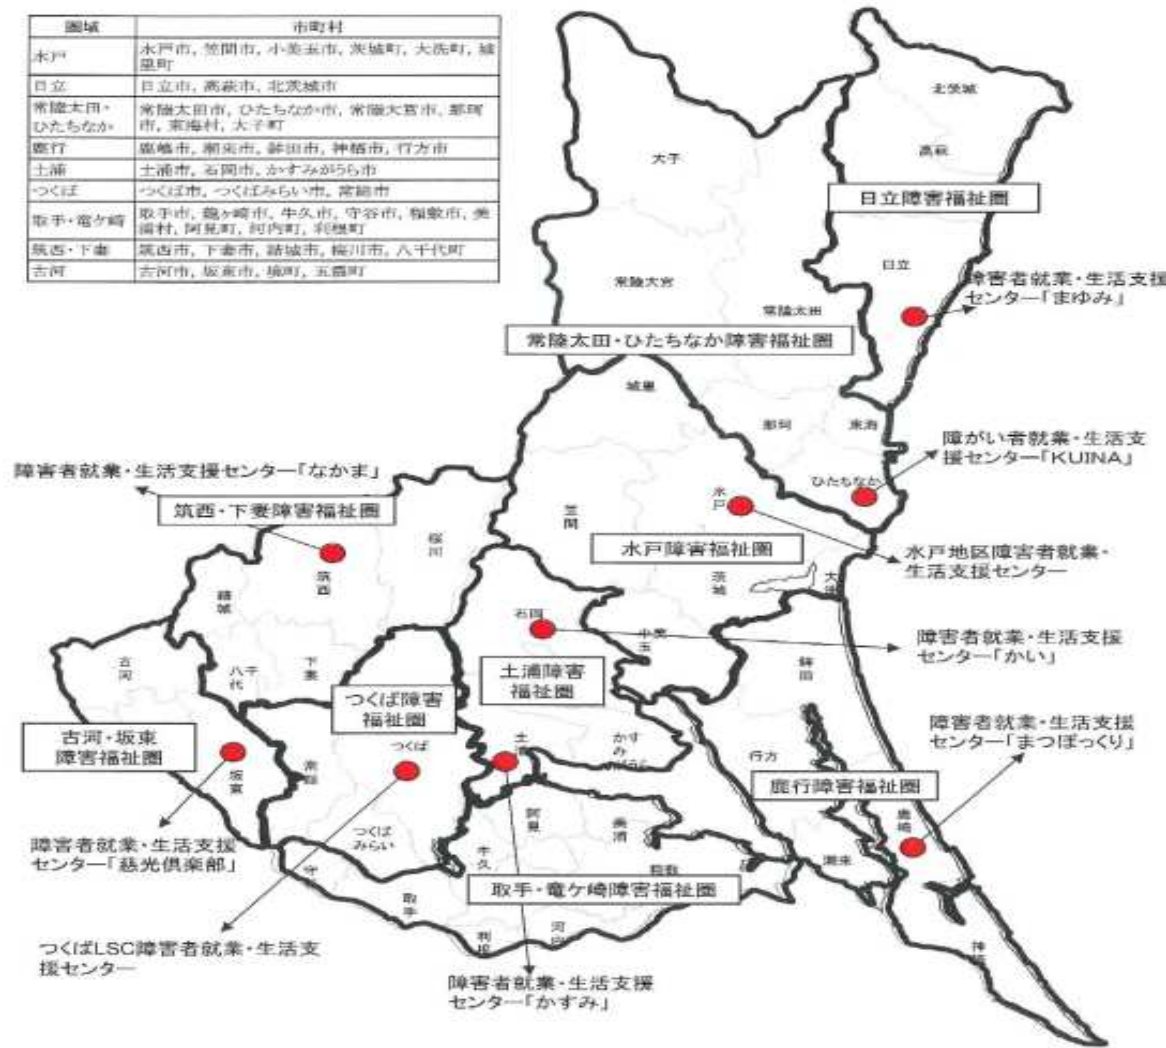 圏域 市町村
水戸 水戸市, 笠間市, 小美玉市, 茨城町, 大洗町, 城
里町
日立 日立市, 高萩市, 北茨城市
常陸太田・
ひたちなか
常陸太田市, ひたちなか市, 常陸大宮市, 那珂
市, 東海村, 大子町
鹿行 鹿嶋市, 潮来市, 鉾田市, 神栖市, 行方市
土浦 土浦市, 石岡市, かすみがうら市
つくば つくば市, つくばみらい市, 常総市
取手・竜ケ崎 取手市, 龍ヶ崎市, 牛久市, 守谷市, 稲敷市, 美
浦村, 阿見町, 河内町, 利根町
筑西・下妻 筑西市, 下妻市, 結城市, 桜川市, 八千代町
古河 古河市, 坂東市, 境町, 五霞町
北茨城
高萩
大子
日立障害福祉圏
日立
常陸大宮
障害者就業・生活支援
センター「まゆみ」
常陸太田
常陸太田・ひたちなか障害福祉圏
城里
那珂
東海
障がい者就業・生活支
援センター「KUINA」
ひたちなか
障害者就業・生活支援センター「なかま」
筑西・下妻障害福祉圏
水戸
笠間
桜川
水戸障害福祉圏
水戸地区障害者就業・
生活支援センター
筑西
茨城
結城
石岡
障害者就業・生活支援
センター「かい」
古河
八千代
下妻
土浦障害
福祉圏
鉾田
つくば障害
福祉圏
障害者就業・生活支援
センター「まつぼっくり」
古河・坂東
障害福祉圏
つくば
土浦
かすみがうら
行方
常総
坂東
鹿行障害福祉圏
阿見
美浦
鹿嶋
つくば
みらい
障害者就業・生活支援
センター「慈光倶楽部」
牛久
稲敷
潮来
取手・竜ケ崎障害福祉圏
取手
利根
つくばLSC障害者就業・生活支
援センター
障害者就業・生活支援
センター「かすみ」